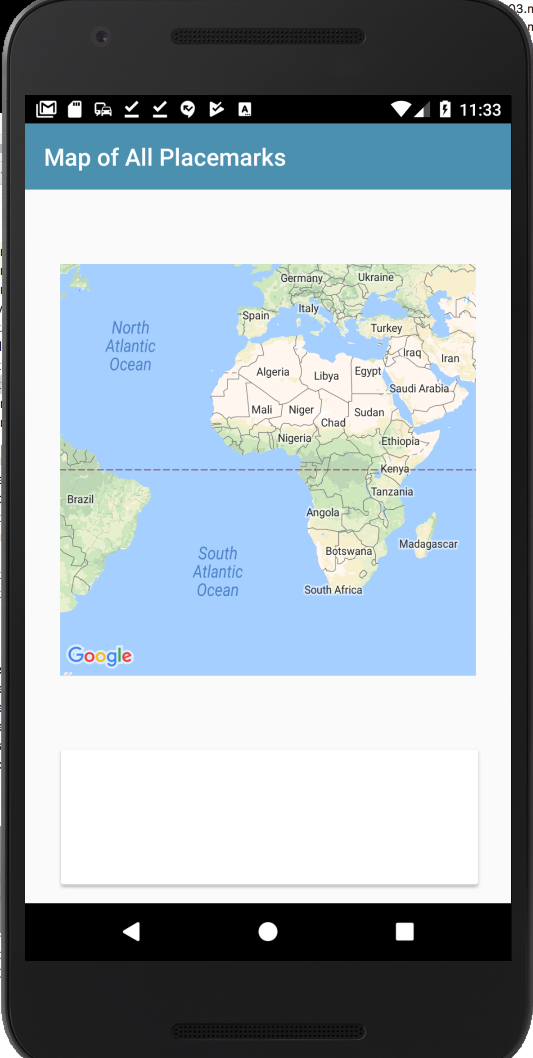 03.m
11:33
Map of All Placemarks
Germany
Ukraine
Italy
Spain
Turkey
North
Atlantic
Ocean
Iraq
Iran
Algeria
Libya
Egypt
Saudi Arabia
Mali
Niger
Chad
Sudan
Nigeria
Ethiopia
Kenya
Brazil
Tanzania
Angola
South
Atlantic
Ocean
Botswana
Madagascar
South Africa
Google